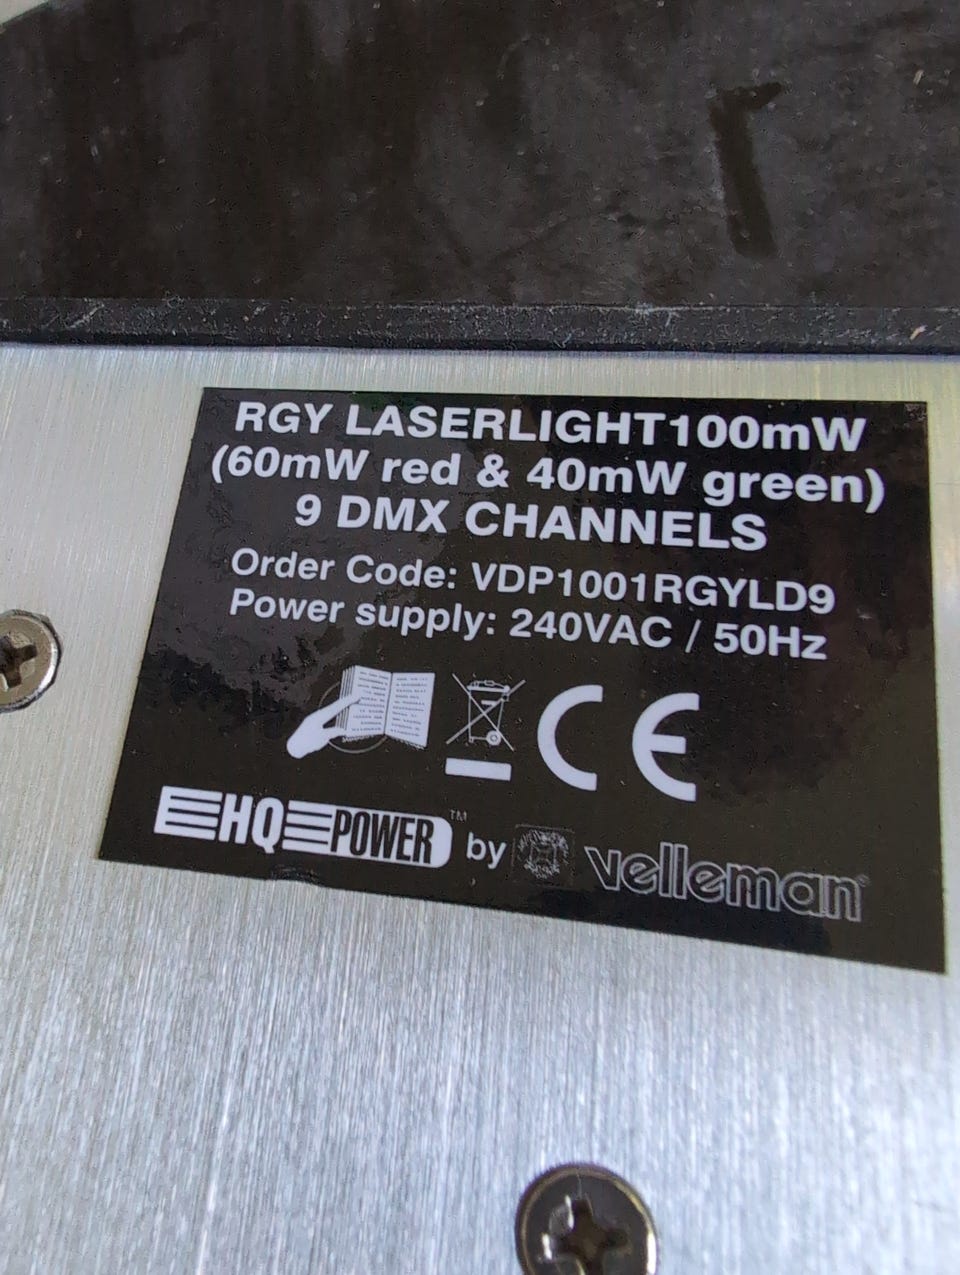 RGY LASERLIGHT100mW
(60mW red & 40mW green)
9 DMX CHANNELS
Order Code: VDP1001RGYLD9
Power supply: 240VAC / 50Hz
CE
HQ POWER™ by velleman®